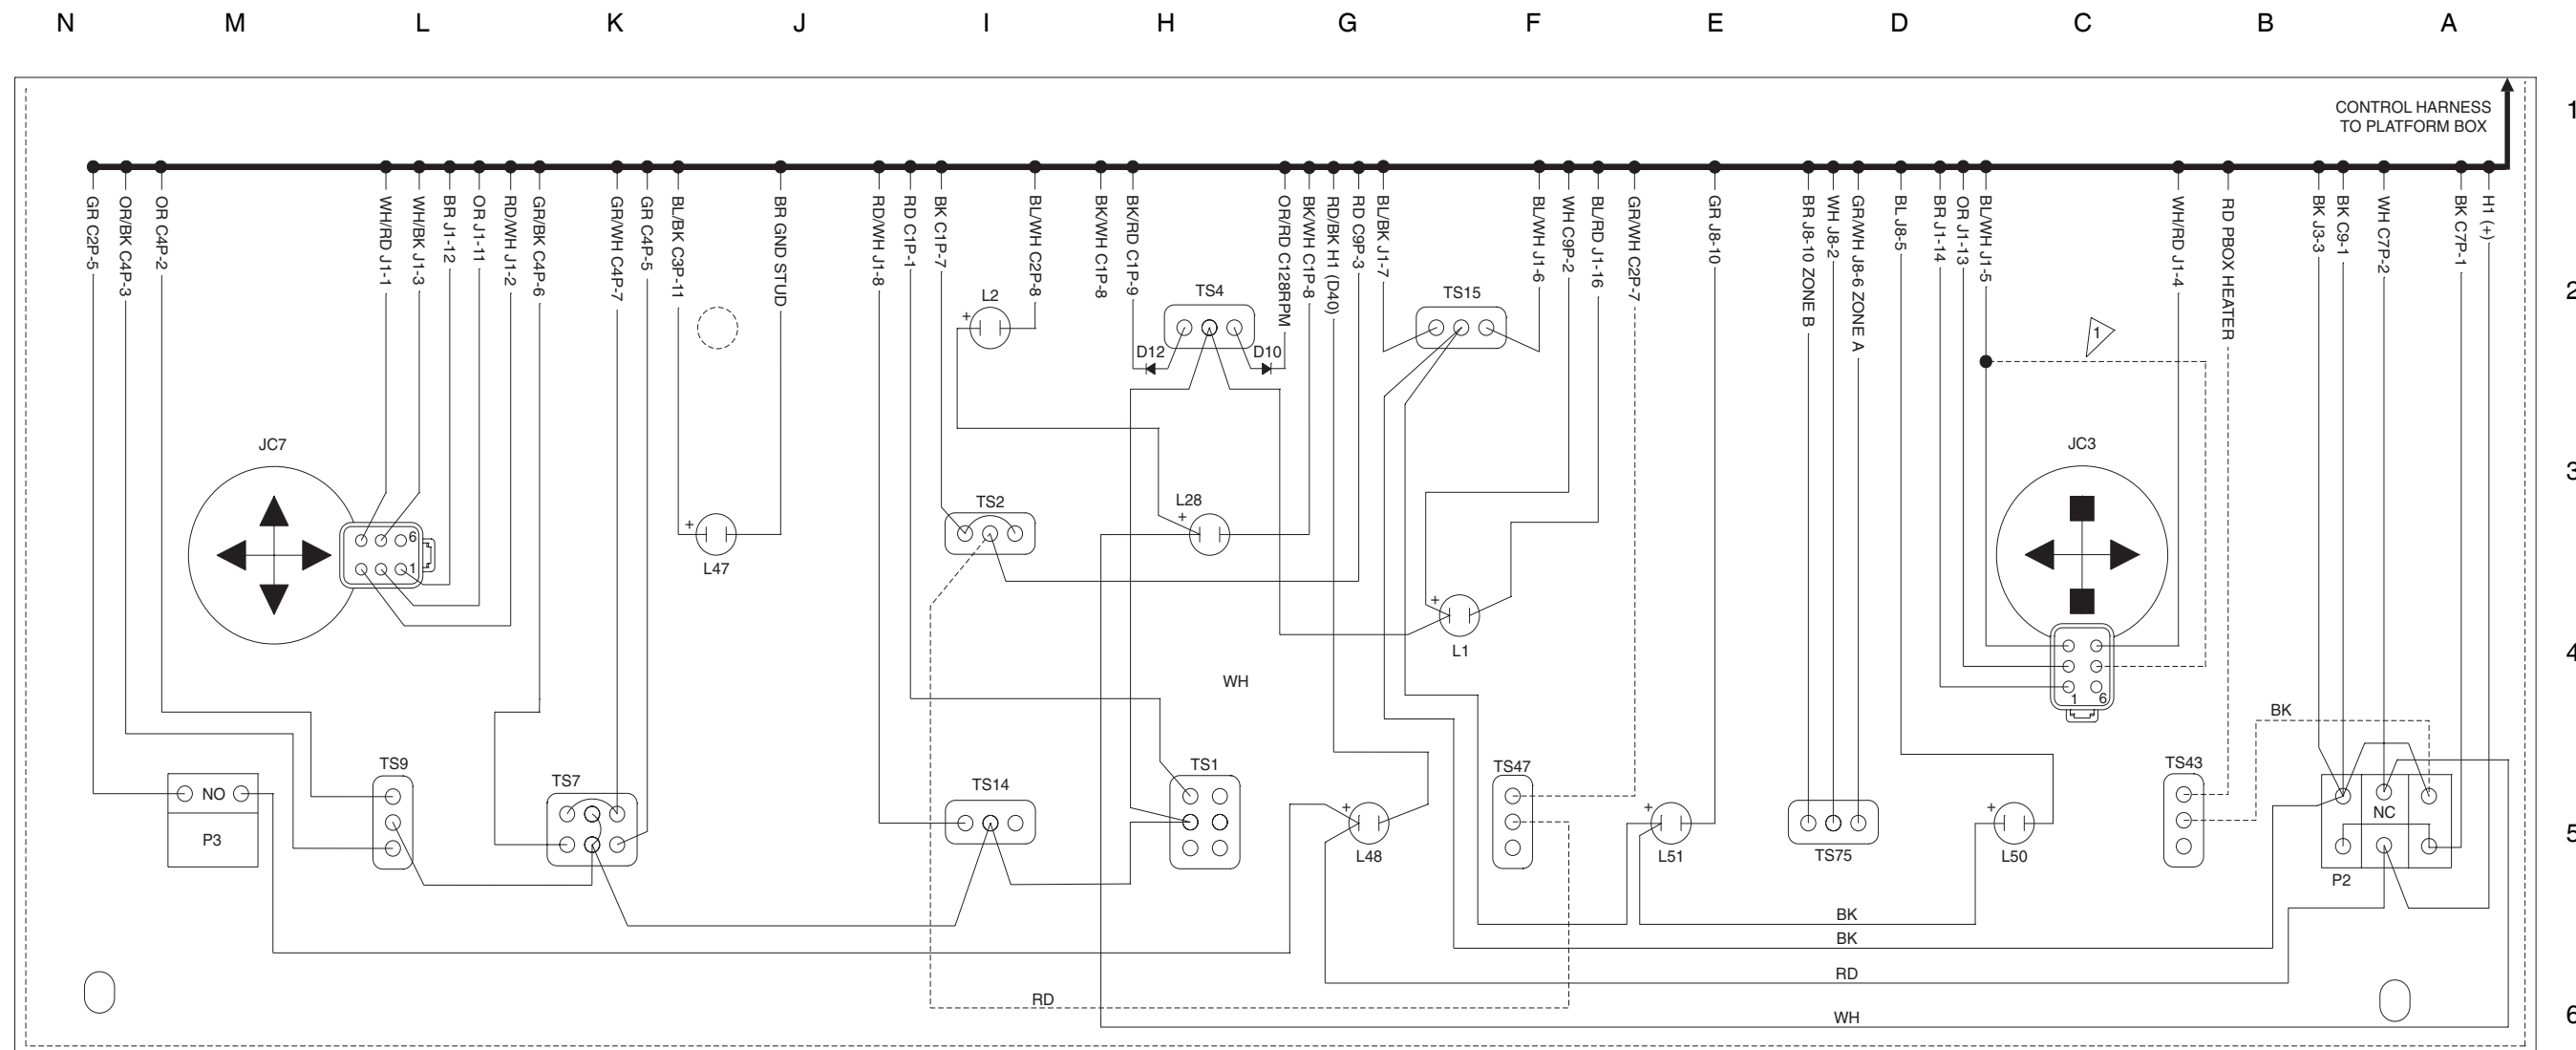 N M L K J I H G F E D C B A
CONTROL HARNESS
TO PLATFORM BOX
1
GR C2P-5
OR/BK C4P-3
OR C4P-2
WH/RD J1-1
WH/BK J1-3
BR J1-12
OR J1-11
RD/WH J1-2
GR/BK C4P-6
GR/WH C4P-7
GR C4P-5
BL/BK C3P-11
BR GND STUD
RD/WH J1-8
RD C1P-1
BK C1P-7
BL/WH C2P-8
BK/WH C1P-8
BK/RD C1P-9
OR/RD C128RPM
BK/WH C1P-8
RD/BK H1 (D40)
RD C9P-3
BL/BK J1-7
BL/WH J1-6
WH C9P-2
BL/RD J1-16
GR/WH C2P-7
GR J8-10
BR J8-10 ZONE B
WH J8-2
GR/WH J8-6 ZONE A
BL J8-5
BR J1-14
OR J1-13
BL/WH J1-5
WH/RD J1-4
RD PBOX HEATER
BK J3-3
BK C9-1
WH C7P-2
BK C7P-1
H1 (+)
2
L2
+
TS4
TS15
D12
D10
1
JC7
JC3
3
TS2
L28
+
+
L47
6
1
+
L1
4
WH
1 6
BK
TS9
TS7
TS14
TS1
TS47
TS43
NO
P3
+
L48
+
L51
TS75
+
L50
NC
P2
5
BK
BK
RD
RD
WH
6